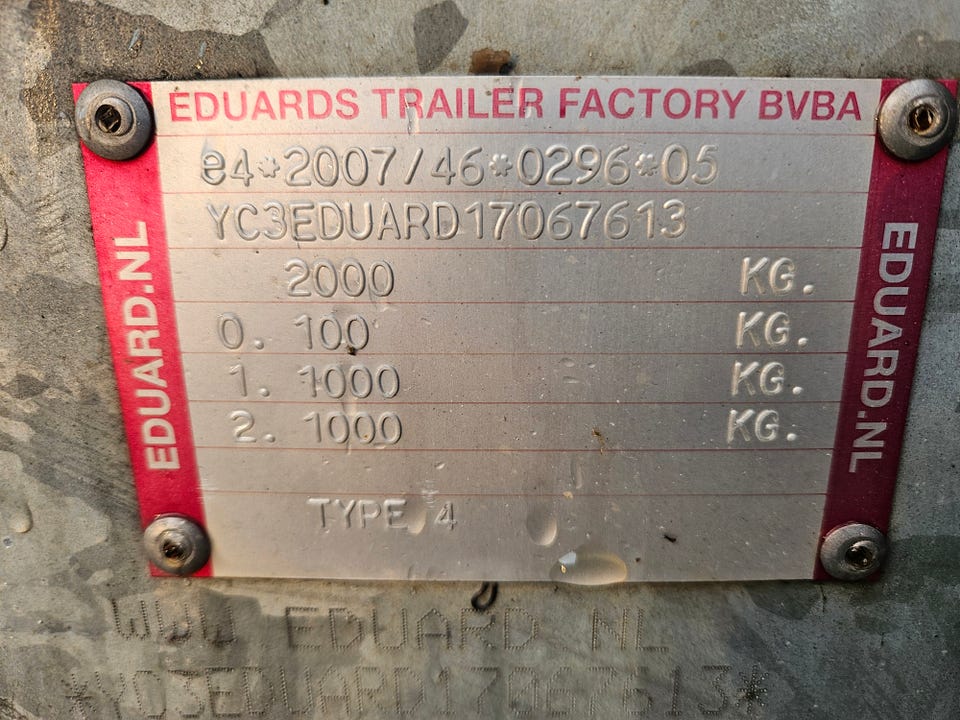 EDUARDS TRAILER FACTORY BVBA
e4*2007/46*0296*05
YC3EDUARD17067613
2000 KG.
0. 100 KG.
1. 1000 KG.
2. 1000 KG.
TYPE 4
EDUARD.NL
EDUARD.NL
WWW EDUARD NL
*YC3EDUARD17067613*